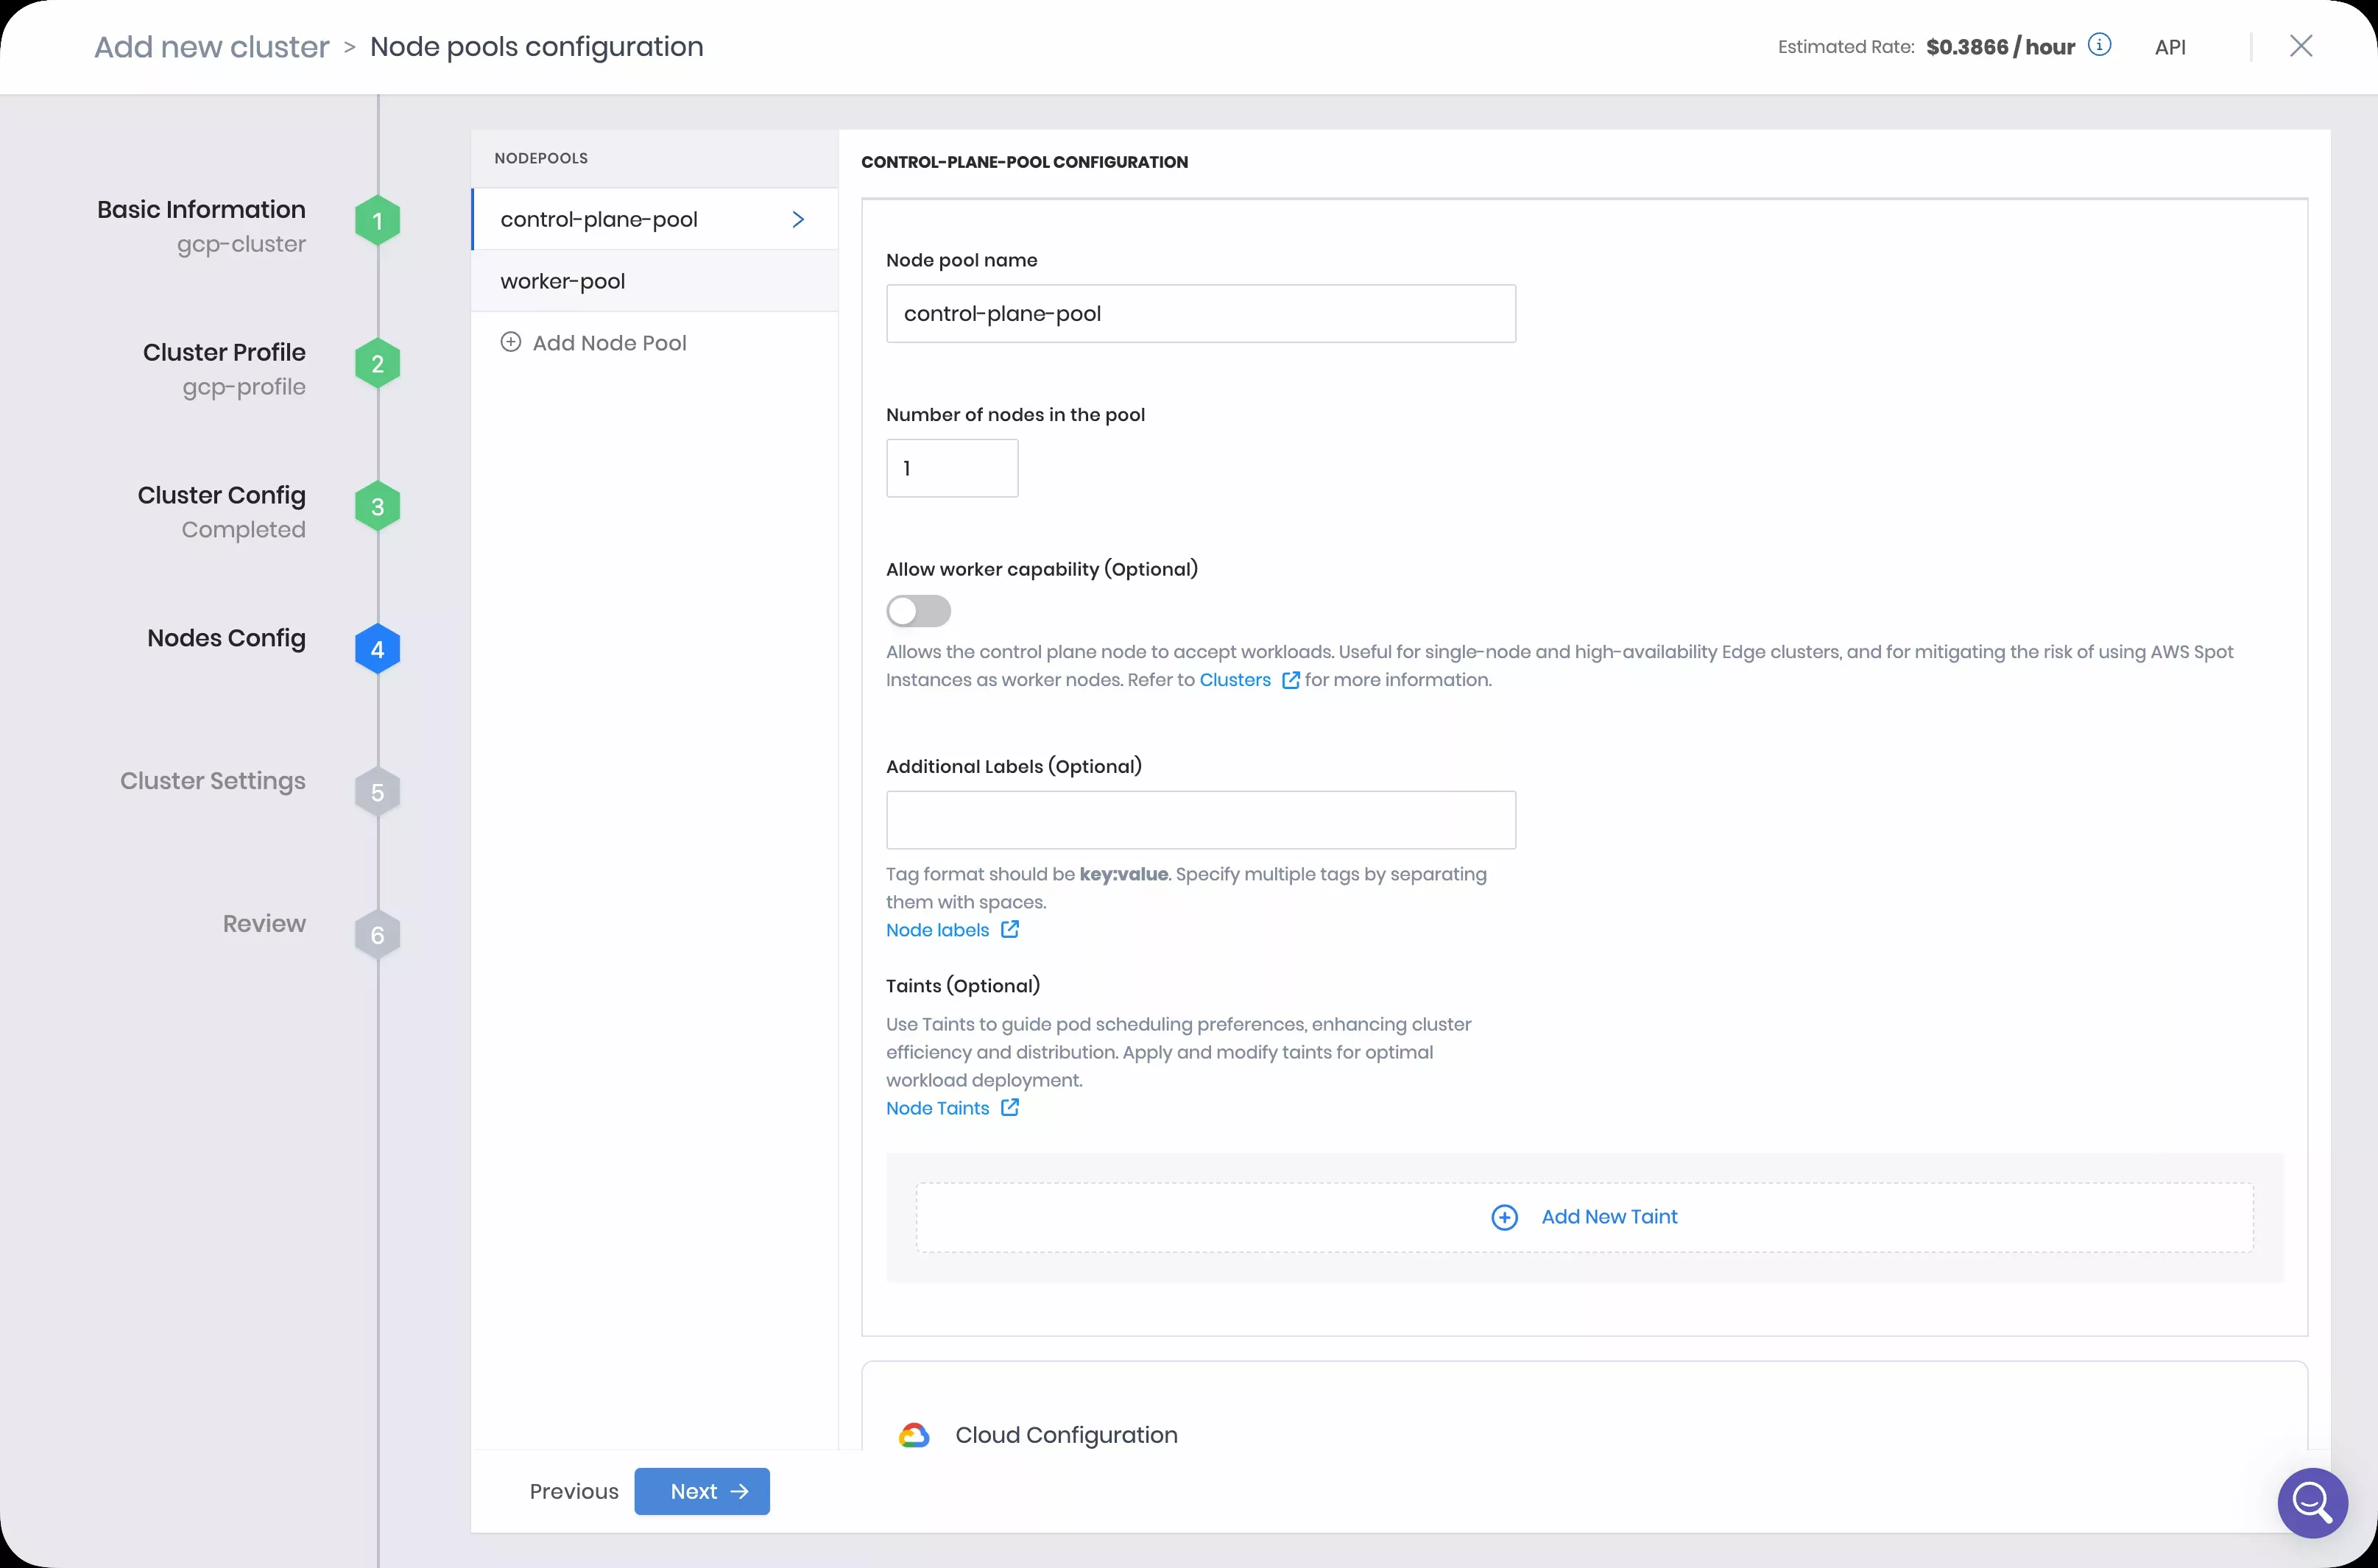 Add new cluster > Node pools configuration
Estimated Rate: $0.3866 / hour
API
Basic Information
gcp-cluster
1
Cluster Profile
gcp-profile
2
Cluster Config
Completed
3
Nodes Config
4
Cluster Settings
5
Review
6
NODEPOOLS
control-plane-pool
worker-pool
Add Node Pool
CONTROL-PLANE-POOL CONFIGURATION
Node pool name
control-plane-pool
Number of nodes in the pool
1
Allow worker capability (Optional)
Allows the control plane node to accept workloads. Useful for single-node and high-availability Edge clusters, and for mitigating the risk of using AWS Spot
Instances as worker nodes. Refer to Clusters for more information.
Additional Labels (Optional)
Tag format should be key:value. Specify multiple tags by separating
them with spaces.
Node labels
Taints (Optional)
Use Taints to guide pod scheduling preferences, enhancing cluster
efficiency and distribution. Apply and modify taints for optimal
workload deployment.
Node Taints
Add New Taint
Cloud Configuration
Previous
Next